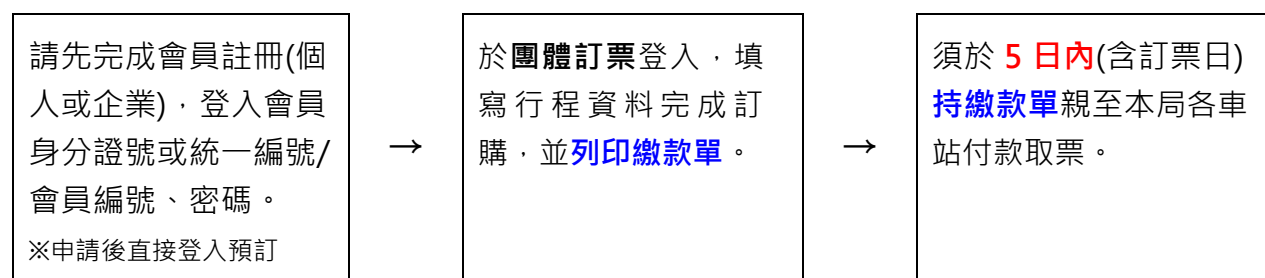 請先完成會員註冊(個
人或企業)，登入會員
身分證號或統一編號/
會員編號、密碼。
※申請後直接登入預訂
→
於團體訂票登入，填
寫行程資料完成訂
購，並列印繳款單。
→
須於 5 日內(含訂票日)
持繳款單親至本局各車
站付款取票。